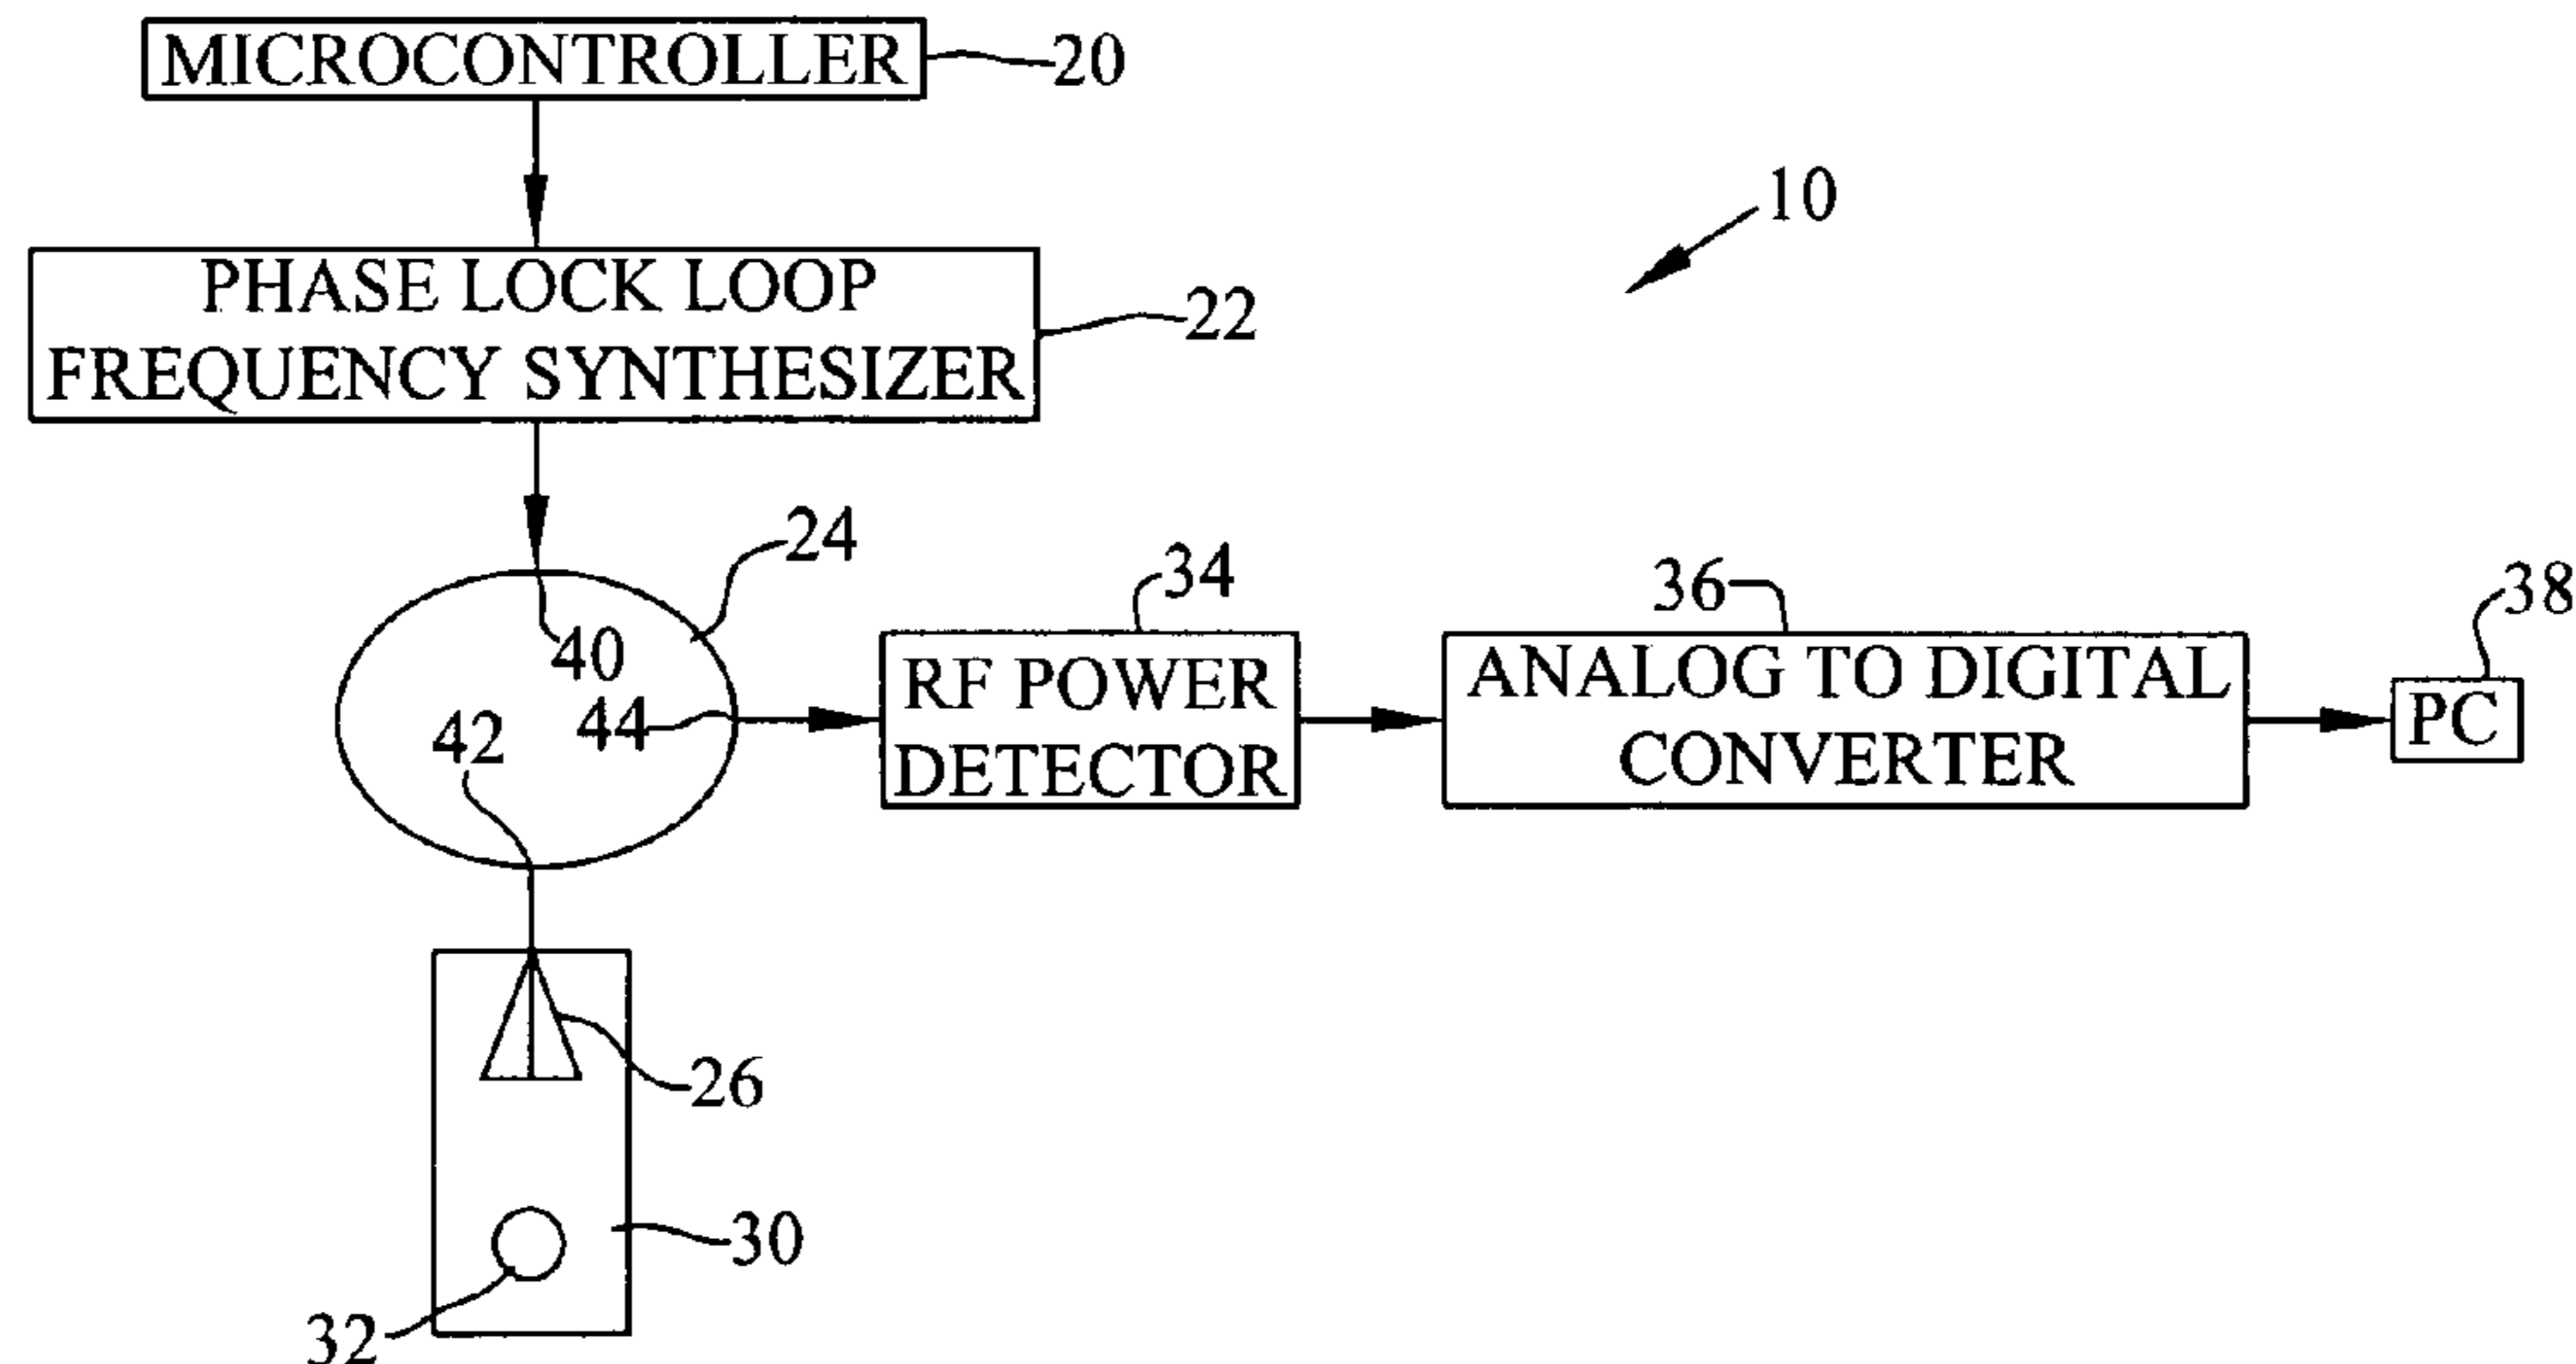 MICROCONTROLLER
20
10
PHASE LOCK LOOP
FREQUENCY SYNTHESIZER
22
24
40
44
42
34
RF POWER
DETECTOR
36
ANALOG TO DIGITAL
CONVERTER
38
PC
26
30
32